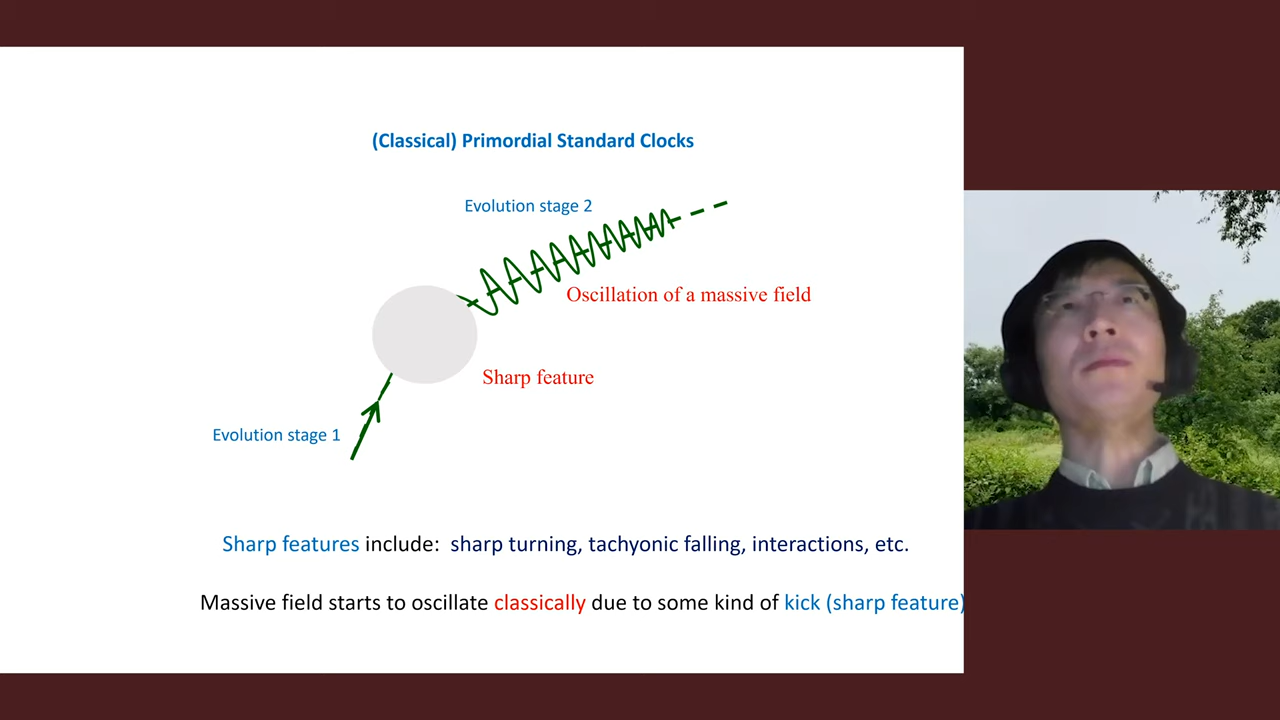 (Classical) Primordial Standard Clocks
Evolution stage 2
Oscillation of a massive field
Sharp feature
Evolution stage 1
Sharp features include: sharp turning, tachyonic falling, interactions, etc.
Massive field starts to oscillate classically due to some kind of kick (sharp feature)